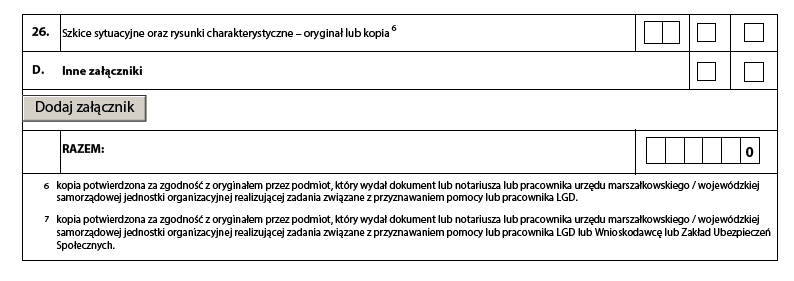 26. Szkice sytuacyjne oraz rysunki charakterystyczne – oryginał lub kopia 6
D. Inne załączniki
Dodaj załącznik
RAZEM: 0
6 kopia potwierdzona za zgodność z oryginałem przez podmiot, który wydał dokument lub notariusza lub pracownika urzędu marszałkowskiego / wojewódzkiej
samorządowej jednostki organizacyjnej realizującej zadania związane z przyznawaniem pomocy lub pracownika LGD.
7 kopia potwierdzona za zgodność z oryginałem przez podmiot, który wydał dokument lub notariusza lub pracownika urzędu marszałkowskiego / wojewódzkiej
samorządowej jednostki organizacyjnej realizującej zadania związane z przyznawaniem pomocy lub pracownika LGD lub Wnioskodawcę lub Zakład Ubezpieczeń
Społecznych.